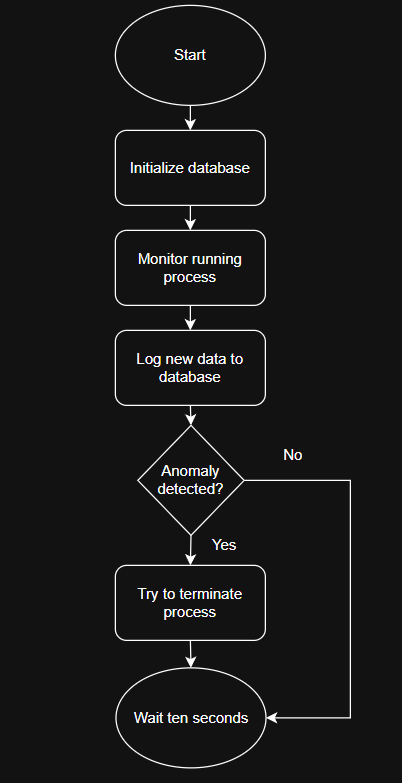 Start
Initialize database
Monitor running
process
Log new data to
database
Anomaly
detected?
No
Yes
Try to terminate
process
Wait ten seconds